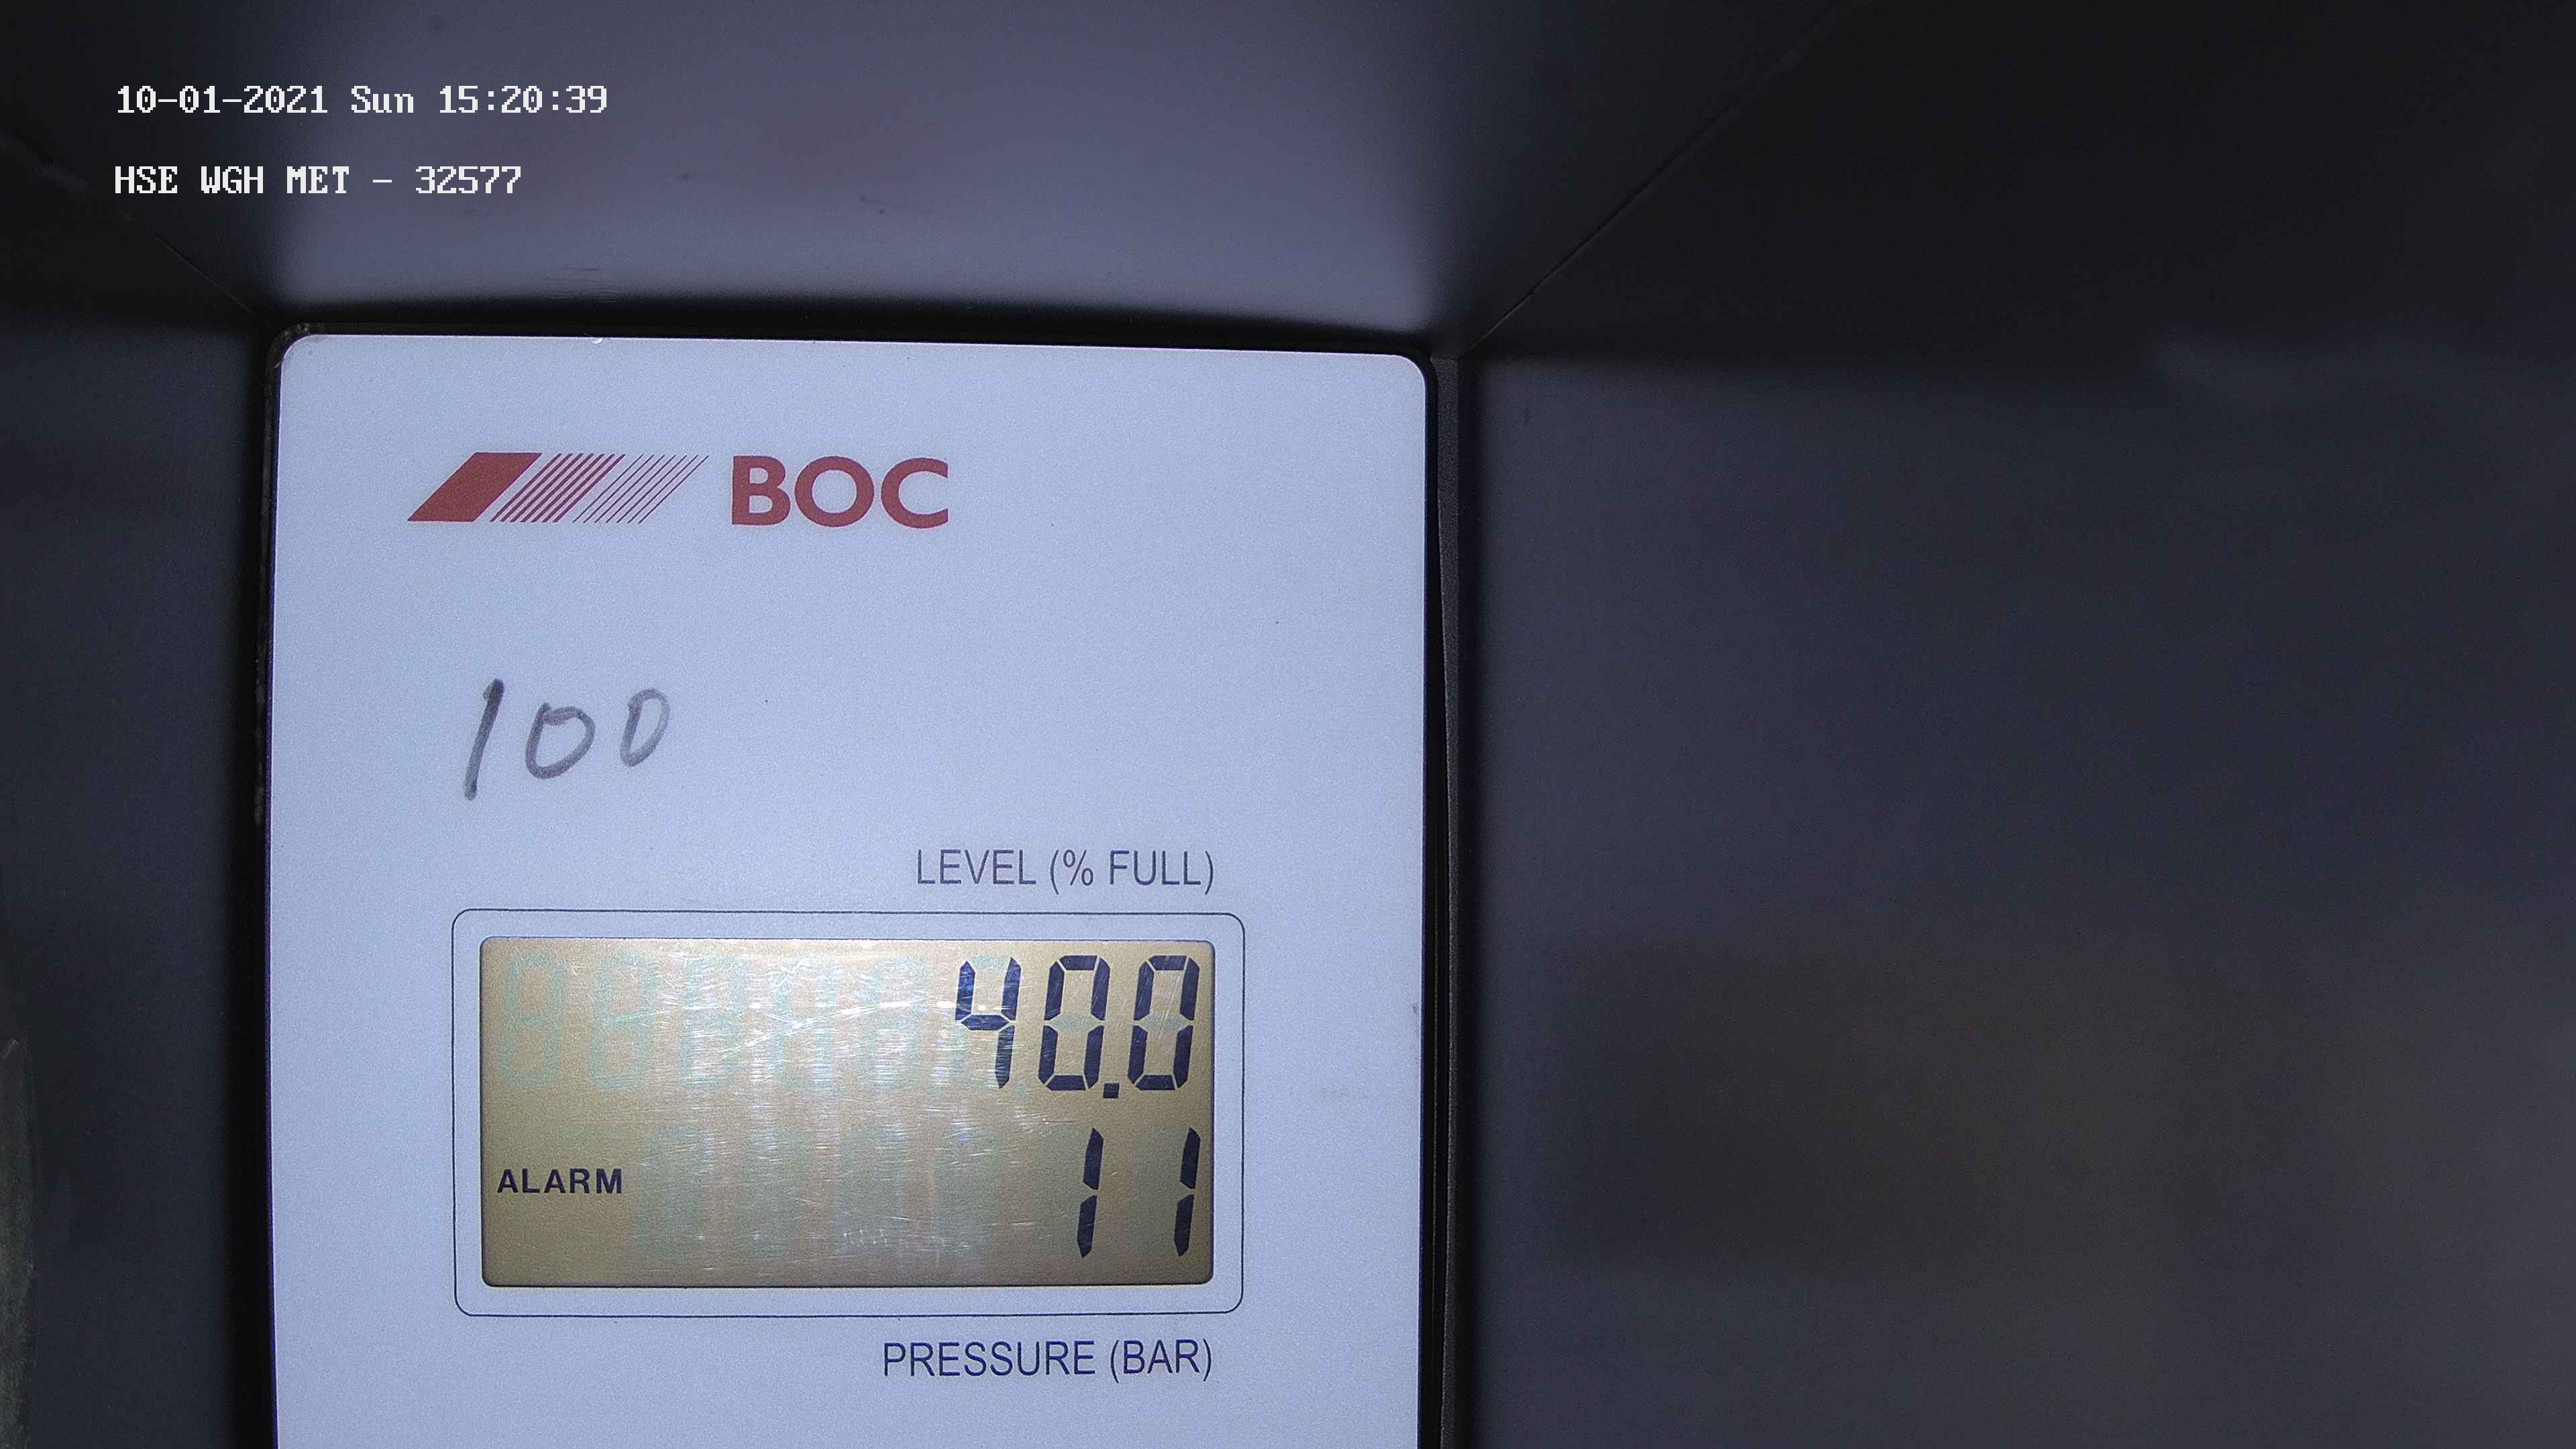 10-01-2021 Sun 15:20:39
HSE WGH MET - 32577
BOC
100
LEVEL (% FULL)
40.0
ALARM 11
PRESSURE (BAR)